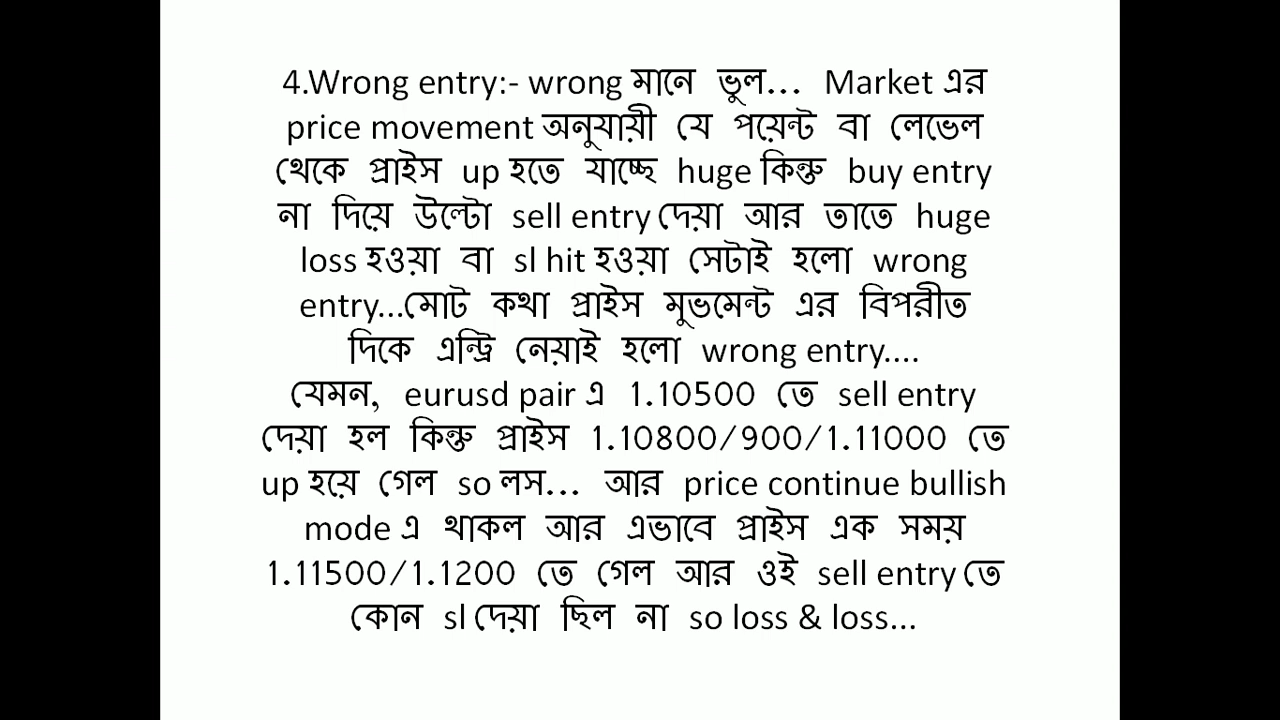 4.Wrong entry:- wrong মানে ভুল... Market এর
price movement অনুযায়ী যে পয়েন্ট বা লেভেল
থেকে প্রাইস up হতে যাচ্ছে huge কিন্তু buy entry
না দিয়ে উল্টো sell entry দেয়া আর তাতে huge
loss হওয়া বা sl hit হওয়া সেটাই হলো wrong
entry...মোট কথা প্রাইস মুভমেন্ট এর বিপরীত
দিকে এন্ট্রি নেয়াই হলো wrong entry....
যেমন, eurusd pair এ 1.10500 তে sell entry
দেয়া হল কিন্তু প্রাইস 1.10800/900/1.11000 তে
up হয়ে গেল so লস... আর price continue bullish
mode এ থাকল আর এভাবে প্রাইস এক সময়
1.11500/1.1200 তে গেল আর ওই sell entry তে
কোন sl দেয়া ছিল না so loss & loss...